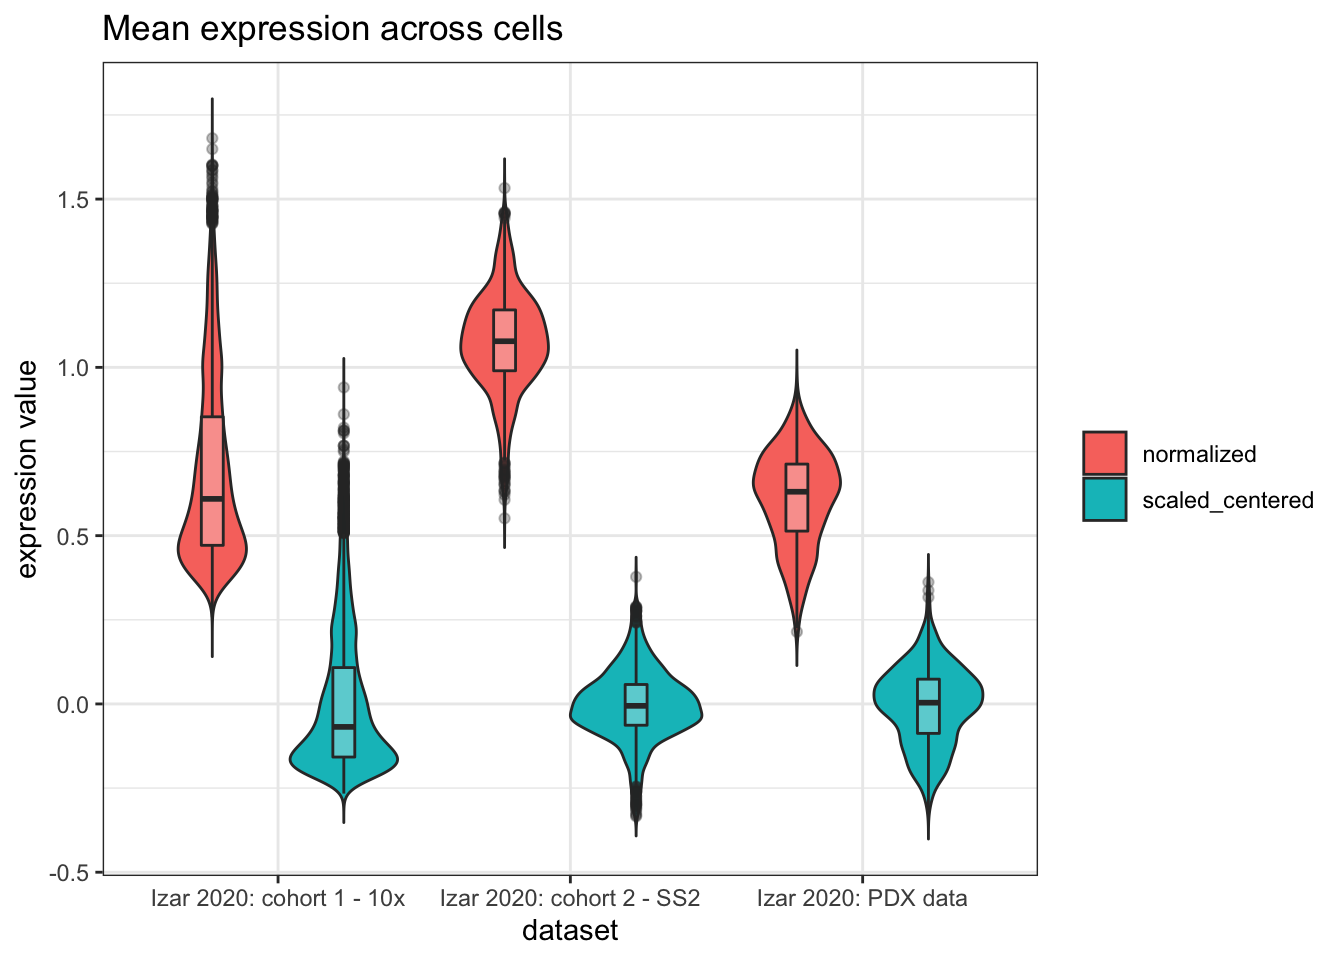 Mean expression across cells
expression value
1.5
1.0
0.5
0.0
-0.5
Izar 2020: cohort 1 - 10x
Izar 2020: cohort 2 - SS2
Izar 2020: PDX data
dataset
normalized
scaled_centered